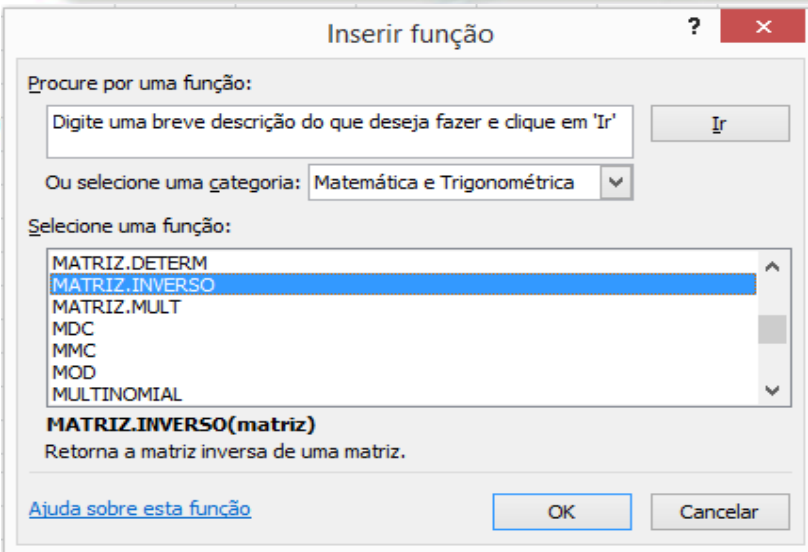 Inserir função
?
×
Procure por uma função:
Digite uma breve descrição do que deseja fazer e clique em 'Ir'
Ir
Ou selecione uma categoria: Matemática e Trigonométrica
Selecione uma função:
MATRIZ.DETERM
MATRIZ.INVERSO
MATRIZ.MULT
MDC
MMC
MOD
MULTINOMIAL
MATRIZ.INVERSO(matriz)
Retorna a matriz inversa de uma matriz.
Ajuda sobre esta função
OK
Cancelar